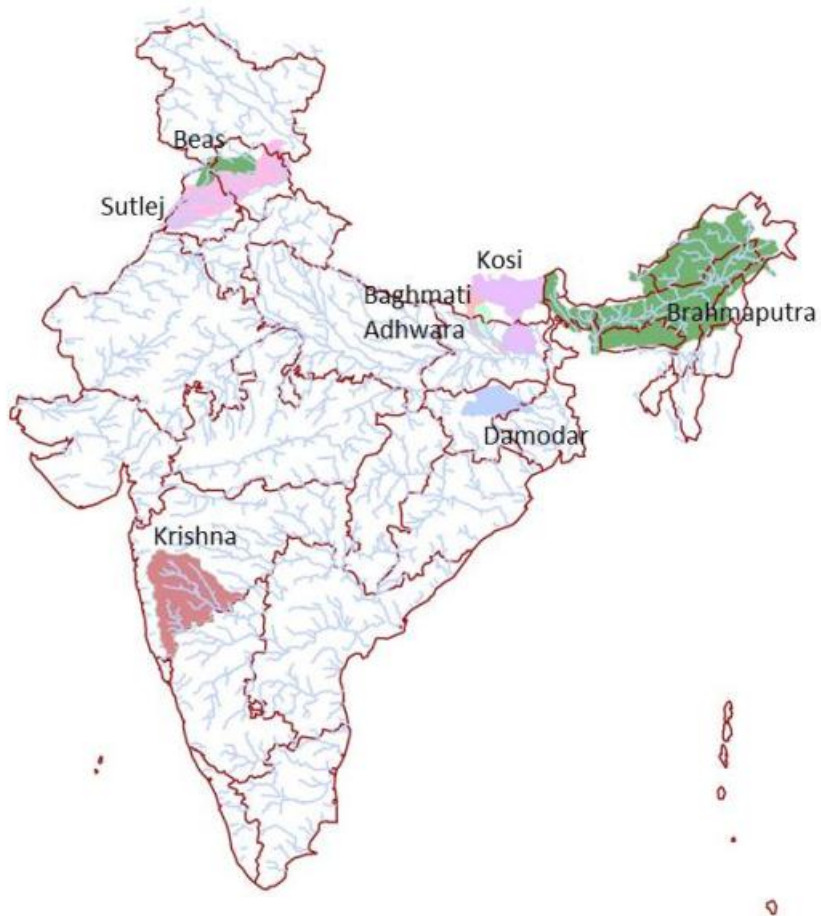 Beas
Sutlej
Kosi
Baghmati
Adhwara
Brahmaputra
Damodar
Krishna